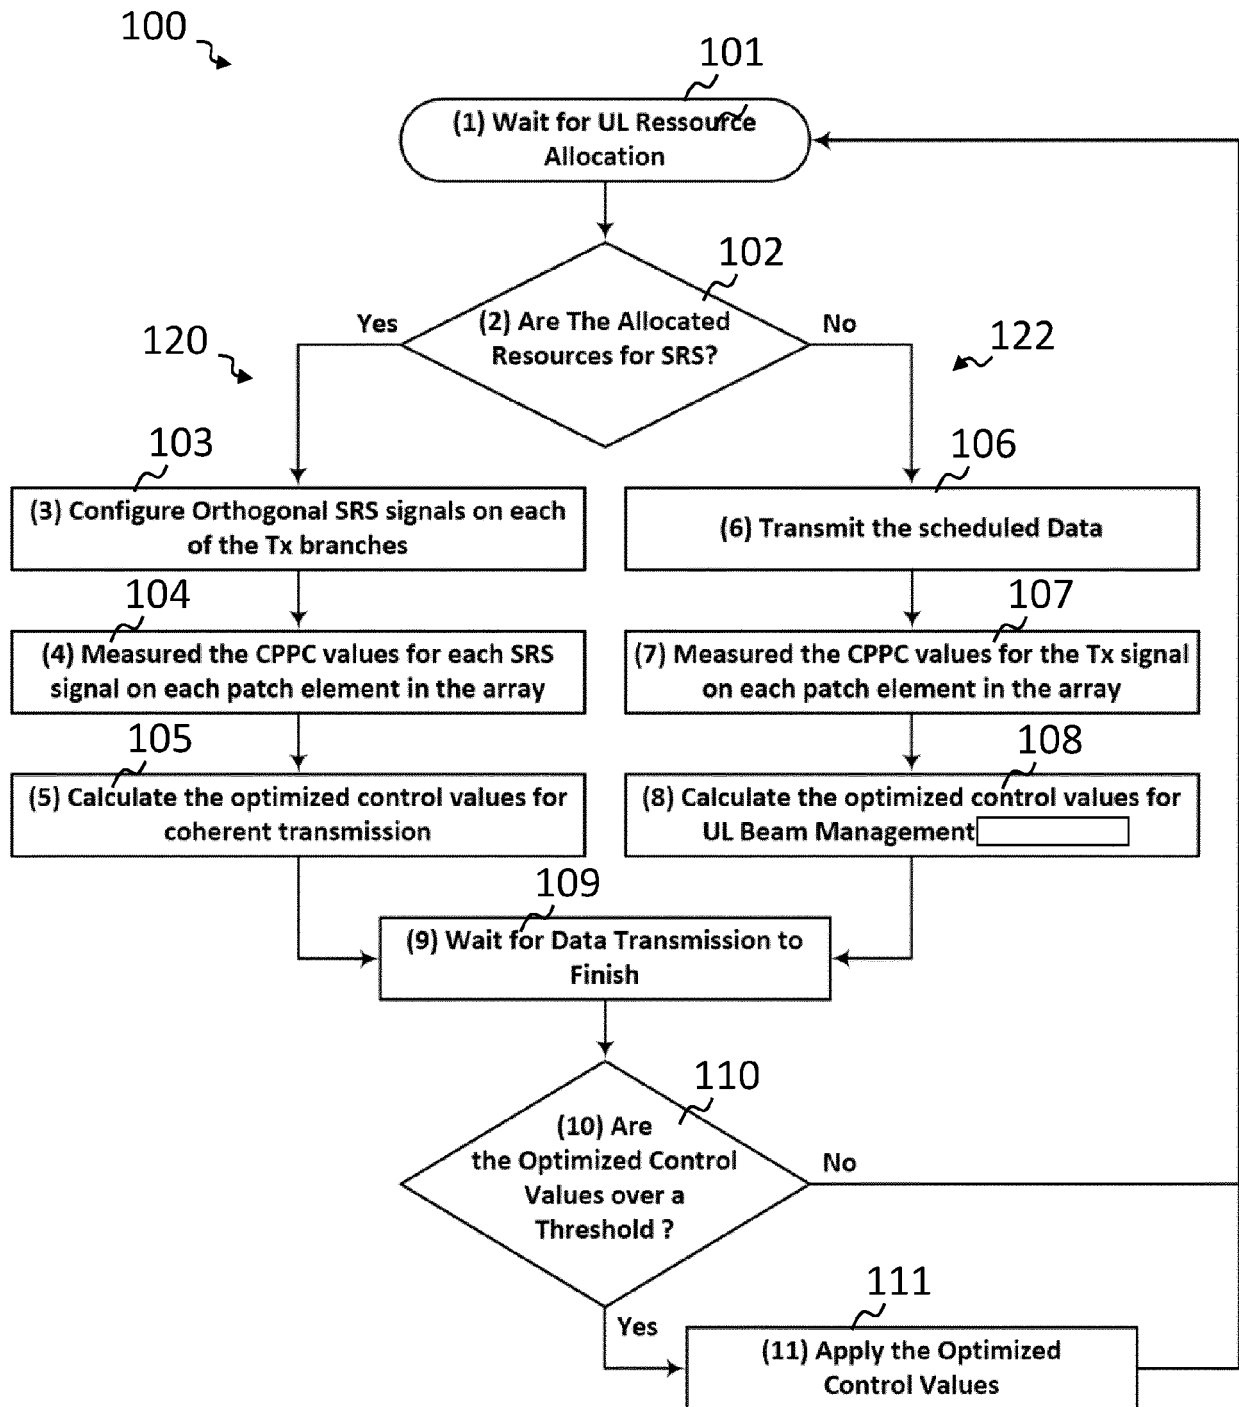 100
101
(1) Wait for UL Ressource
Allocation
102
(2) Are The Allocated
Resources for SRS?
Yes
No
120
122
103
(3) Configure Orthogonal SRS signals on each
of the Tx branches
106
(6) Transmit the scheduled Data
104
(4) Measured the CPPC values for each SRS
signal on each patch element in the array
107
(7) Measured the CPPC values for the Tx signal
on each patch element in the array
105
(5) Calculate the optimized control values for
coherent transmission
108
(8) Calculate the optimized control values for
UL Beam Management
109
(9) Wait for Data Transmission to
Finish
110
(10) Are
the Optimized Control
Values over a
Threshold ?
No
Yes
111
(11) Apply the Optimized
Control Values